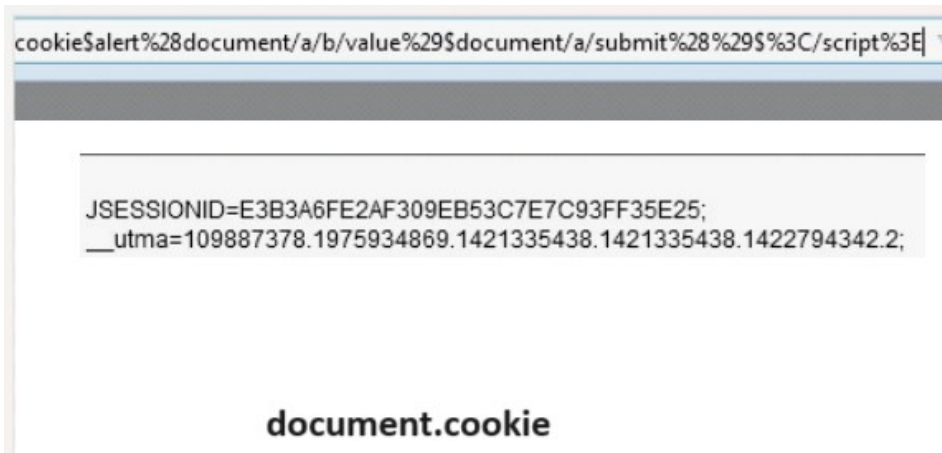 cookie$alert%28document/a/b/value%29$document/a/submit%28%29$%3C/script%3E
JSESSIONID=E3B3A6FE2AF309EB53C7E7C93FF35E25;
__utma=109887378.1975934869.1421335438.1421335438.1422794342.2;
document.cookie